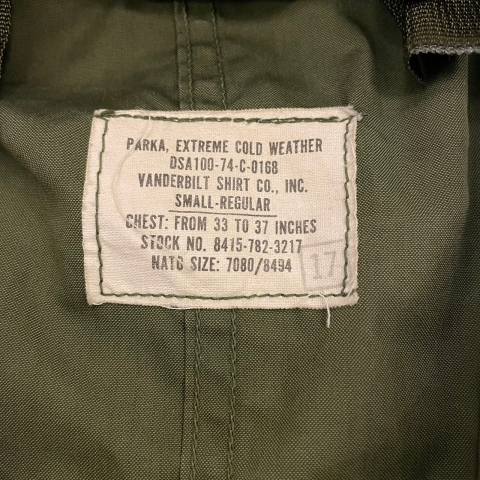 PARKA, EXTREME COLD WEATHER
DSA100-74-C-0168
VANDERBILT SHIRT CO., INC.
SMALL-REGULAR
CHEST: FROM 33 TO 37 INCHES
STOCK NO. 8415-782-3217
NATO SIZE: 7080/8494
17